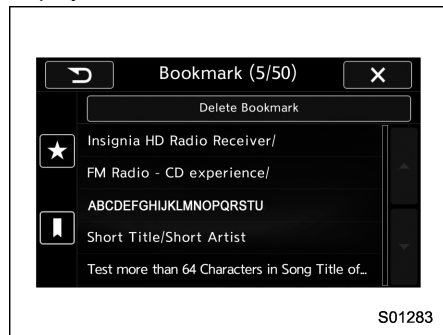 Bookmark (5/50)
Delete Bookmark
Insignia HD Radio Receiver/
FM Radio - CD experience/
ABCDEFGHIJKLMNOPQRSTU
Short Title/Short Artist
Test more than 64 Characters in Song Title of...
S01283